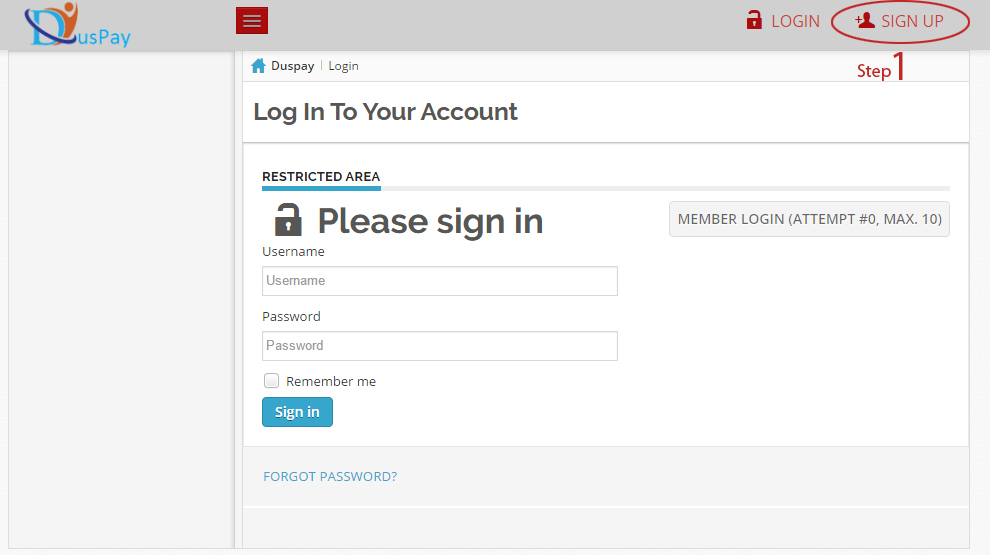 DusPay
LOGIN
SIGN UP
Step 1
Duspay | Login
Log In To Your Account
RESTRICTED AREA
Please sign in
MEMBER LOGIN (ATTEMPT #0, MAX. 10)
Username
Username
Password
Password
Remember me
Sign in
FORGOT PASSWORD?